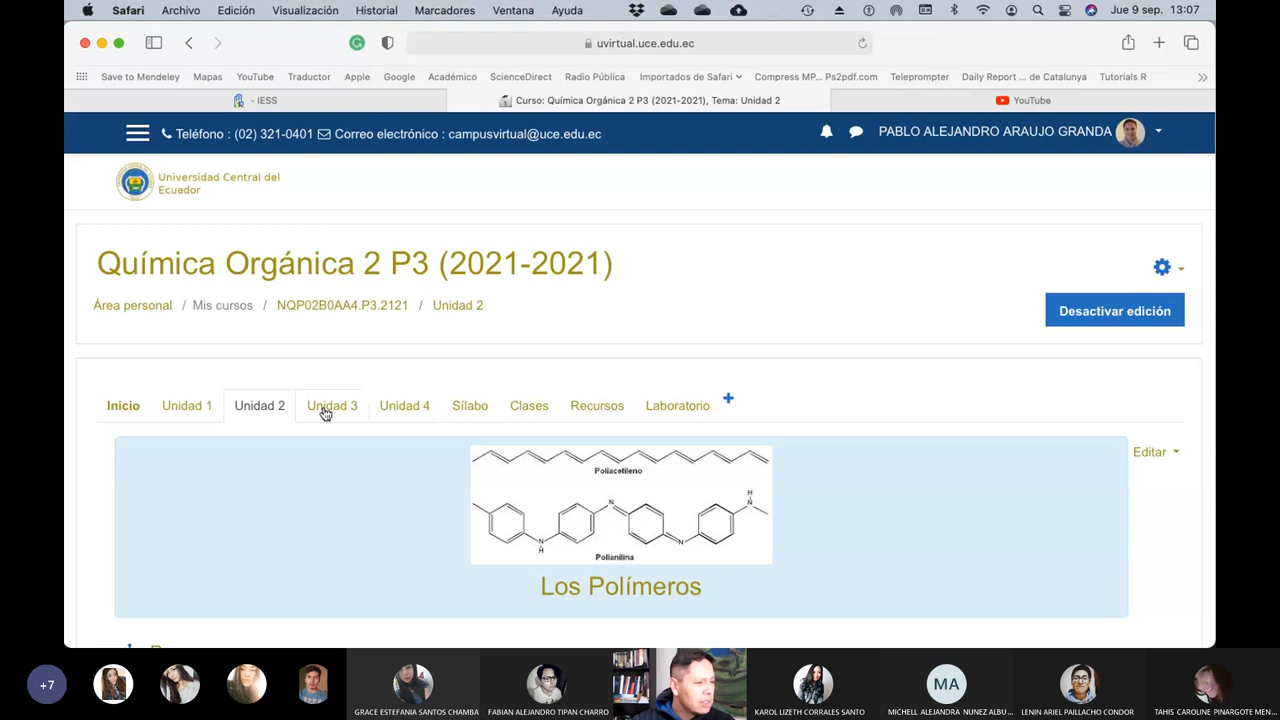 Safari Archivo Edición Visualización Historial Marcadores Ventana Ayuda Jue 9 sep. 13:07
uvirtual.uce.edu.ec
Save to Mendeley Mapas YouTube Traductor Apple Google Académico ScienceDirect Radio Pública Importados de Safari Compress MP... Ps2pdf.com Teleprompter Daily Report ... de Catalunya Tutorials R
- IESS Curso: Química Orgánica 2 P3 (2021-2021), Tema: Unidad 2 YouTube
Teléfono : (02) 321-0401 Correo electrónico : campusvirtual@uce.edu.ec PABLO ALEJANDRO ARAUJO GRANDA
Universidad Central del
Ecuador
Química Orgánica 2 P3 (2021-2021)
Área personal / Mis cursos / NQP02B0AA4.P3.2121 / Unidad 2
Desactivar edición
Inicio Unidad 1 Unidad 2 Unidad 3 Unidad 4 Sílabo Clases Recursos Laboratorio
Editar
Poliacetileno
N H N N N H
Polianilina
Los Polímeros
+7 MA
GRACE ESTEFANIA SANTOS CHAMBA FABIAN ALEJANDRO TIPAN CHARRO KAROL LIZETH CORRALES SANTO MICHELL ALEJANDRA NUNEZ ALBU... LENIN ARIEL PAILLACHO CONDOR TAHIS CAROLINE PINARGOTE MEN...